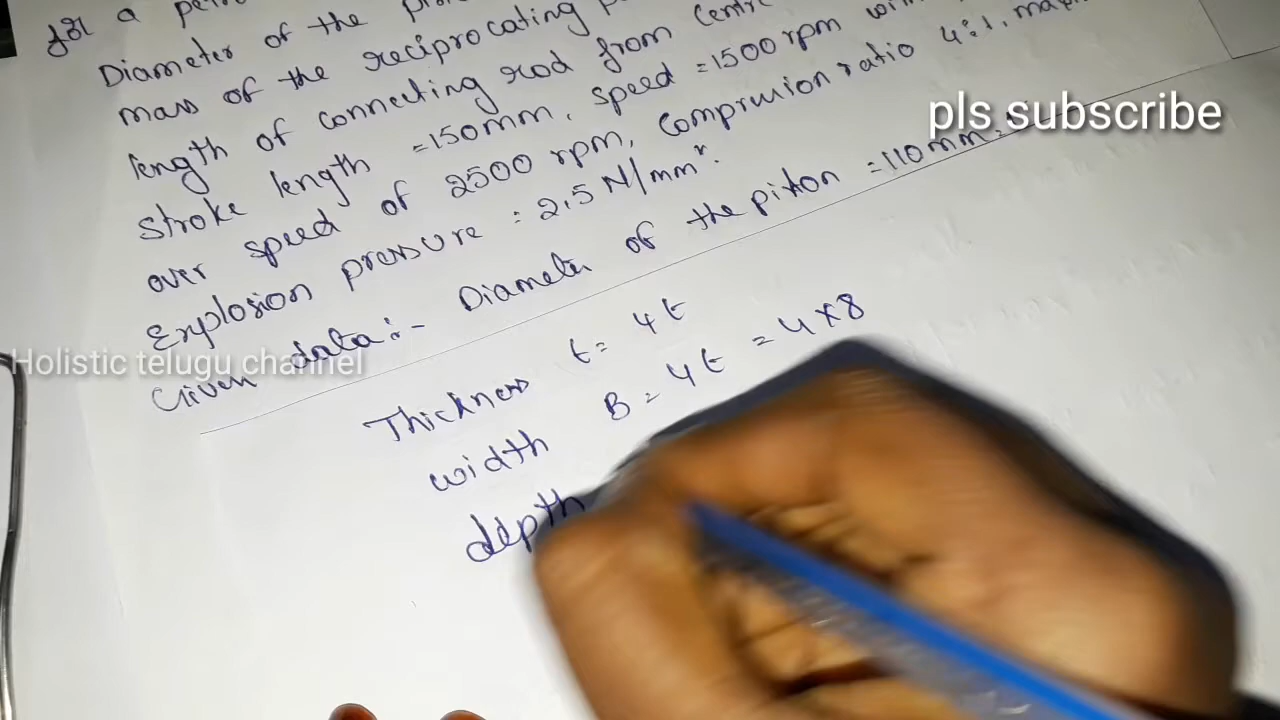 for a
Diameter of the
mass of the reciprocating
length of connecting rod from centre
stroke length =150mm, speed =1500 rpm
over speed of 2500 rpm, Compression ratio 4:1,
Explosion pressure = 2.5 N/mm².
Given data:- Diameter of the piston =110mm
Thickness t= 4t
width B= 4t = 4×8
depth
pls subscribe
Holistic telugu channel